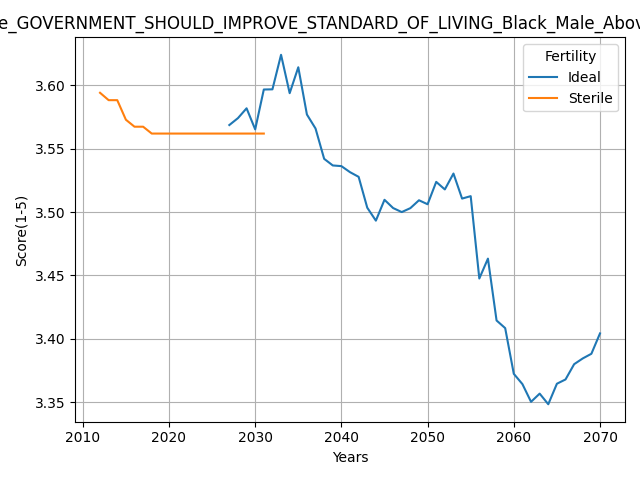 e_GOVERNMENT_SHOULD_IMPROVE_STANDARD_OF_LIVING_Black_Male_Abov
Fertility
Ideal
Sterile
Score(1-5)
3.60
3.55
3.50
3.45
3.40
3.35
2010 2020 2030 2040 2050 2060 2070
Years